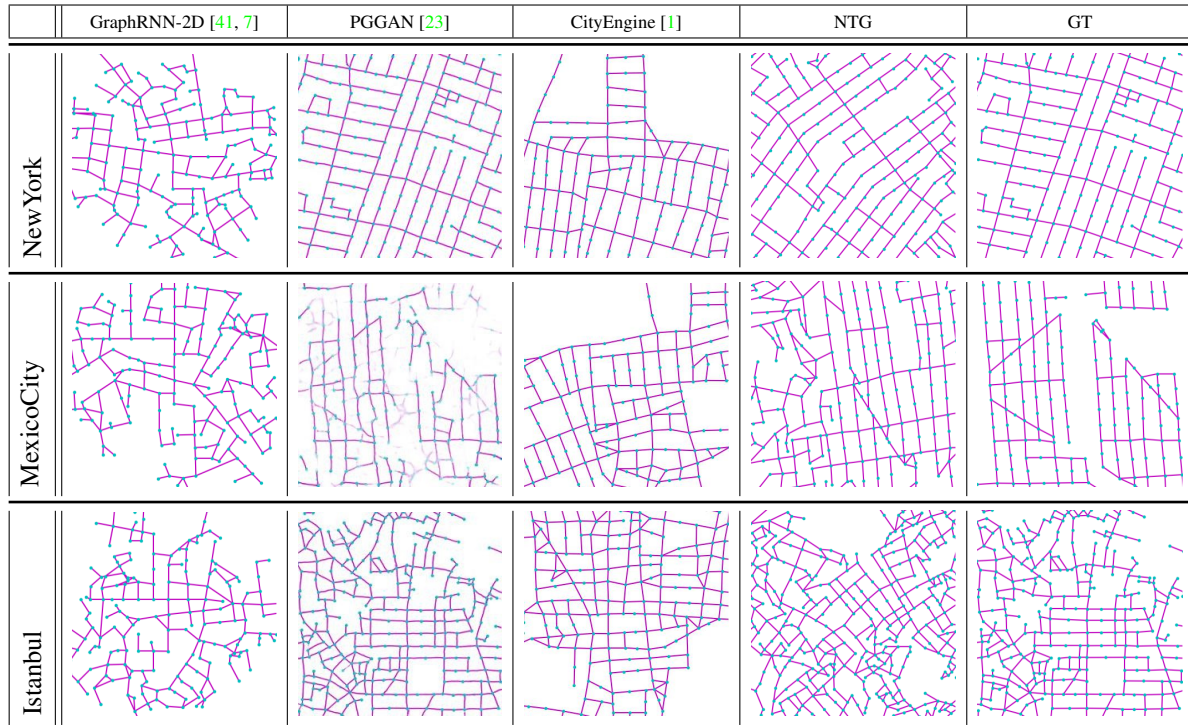 GraphRNN-2D [41, 7] PGGAN [23] CityEngine [1] NTG GT
NewYork
MexicoCity
Istanbul